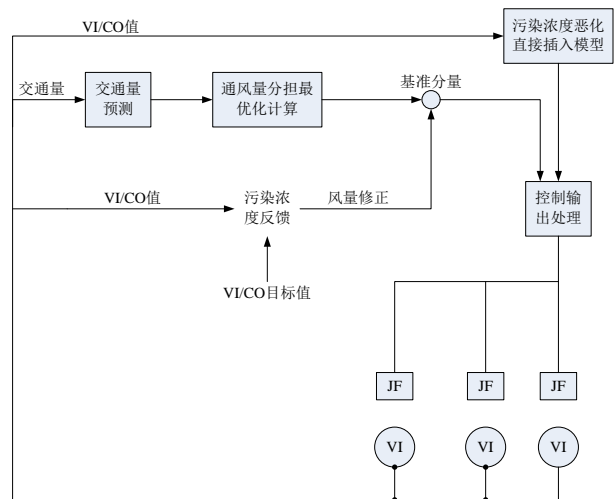 VI/CO值
污染浓度恶化
直接插入模型
交通量
交通量
预测
通风量分担最
优化计算
基准分量
VI/CO值
污染浓
度反馈
风量修正
控制输
出处理
VI/CO目标值
JF
JF
JF
VI
VI
VI